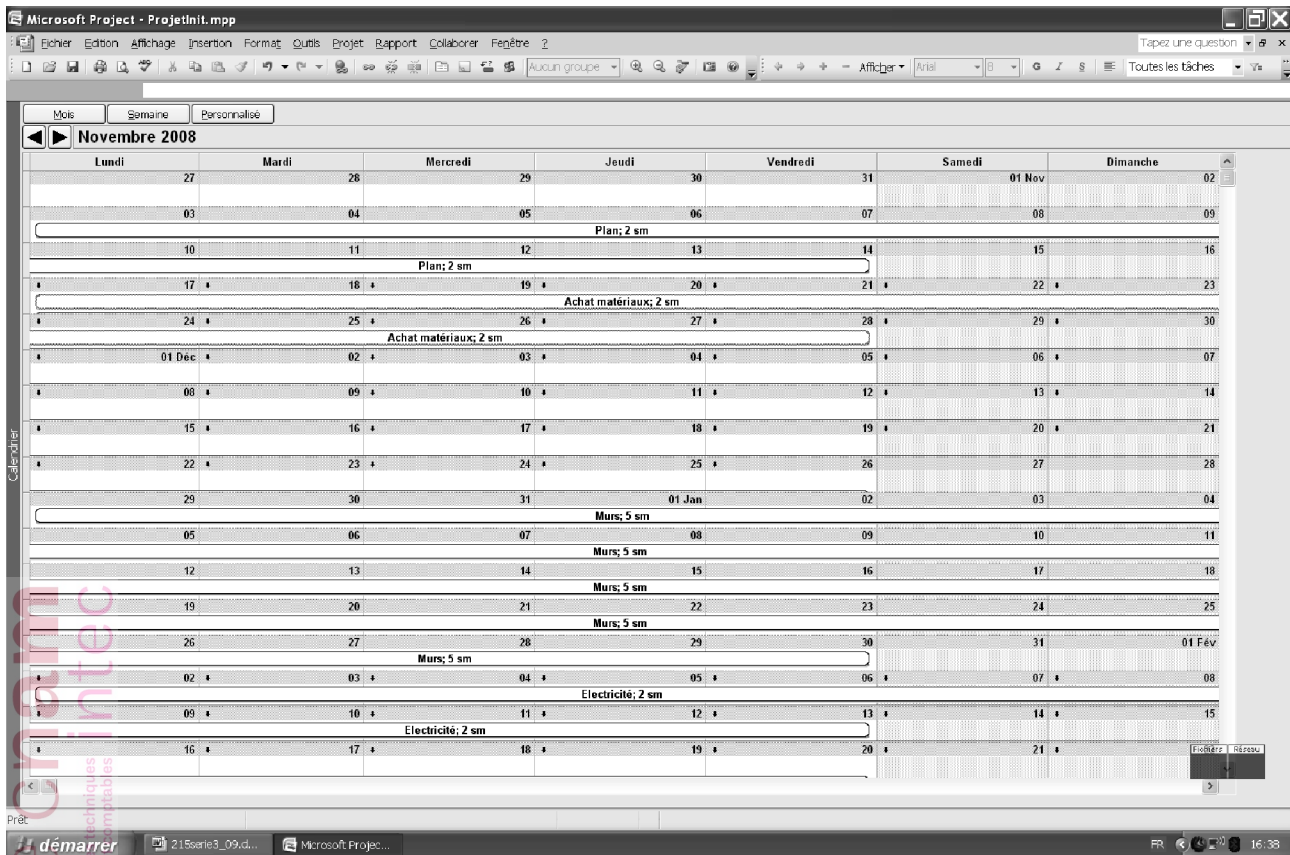 Microsoft Project - ProjetInit.mpp
Fichier Edition Affichage Insertion Format Outils Projet Rapport Collaborer Fenêtre ?
Tapez une question
Aucun groupe Afficher Arial 8 G I S Toutes les tâches
Mois Semaine Personnalisé
Novembre 2008
Lundi Mardi Mercredi Jeudi Vendredi Samedi Dimanche
27 28 29 30 31 01 Nov 02
03 04 05 06 07 08 09
Plan; 2 sm
10 11 12 13 14 15 16
Plan; 2 sm
17 18 19 20 21 22 23
Achat matériaux; 2 sm
24 25 26 27 28 29 30
Achat matériaux; 2 sm
01 Déc 02 03 04 05 06 07
08 09 10 11 12 13 14
15 16 17 18 19 20 21
22 23 24 25 26 27 28
29 30 31 01 Jan 02 03 04
Murs; 5 sm
05 06 07 08 09 10 11
Murs; 5 sm
12 13 14 15 16 17 18
Murs; 5 sm
19 20 21 22 23 24 25
Murs; 5 sm
26 27 28 29 30 31 01 Fév
Murs; 5 sm
02 03 04 05 06 07 08
Electricité; 2 sm
09 10 11 12 13 14 15
Electricité; 2 sm
16 17 18 19 20 21
Fichiers Réseau
Calendrier
cnam
intec
techniques
comptables
Prêt
démarrer 215serie3_09.d... Microsoft Projec... FR 16:38